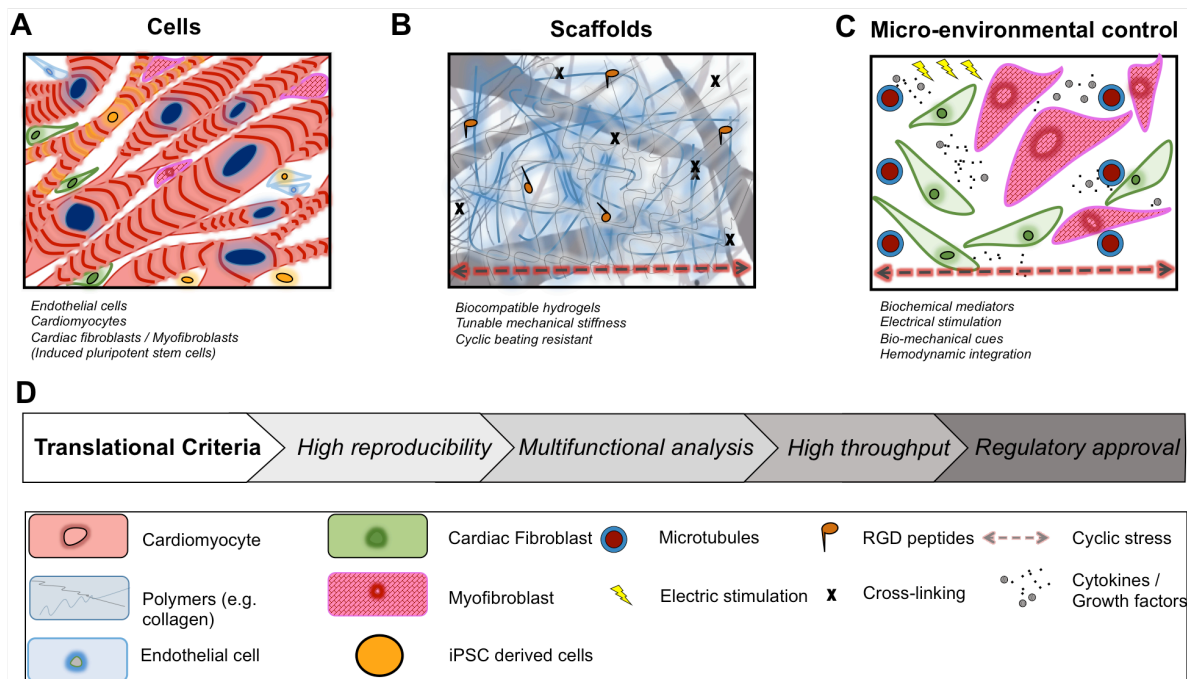 A
Cells
B
Scaffolds
C
Micro-environmental control
Endothelial cells
Cardiomyocytes
Cardiac fibroblasts / Myofibroblasts
(Induced pluripotent stem cells)
Biocompatible hydrogels
Tunable mechanical stiffness
Cyclic beating resistant
Biochemical mediators
Electrical stimulation
Bio-mechanical cues
Hemodynamic integration
D
Translational Criteria
High reproducibility
Multifunctional analysis
High throughput
Regulatory approval
Cardiomyocyte
Cardiac Fibroblast
Microtubules
RGD peptides
Cyclic stress
Polymers (e.g.
collagen)
Myofibroblast
Electric stimulation
Cross-linking
Cytokines /
Growth factors
Endothelial cell
iPSC derived cells